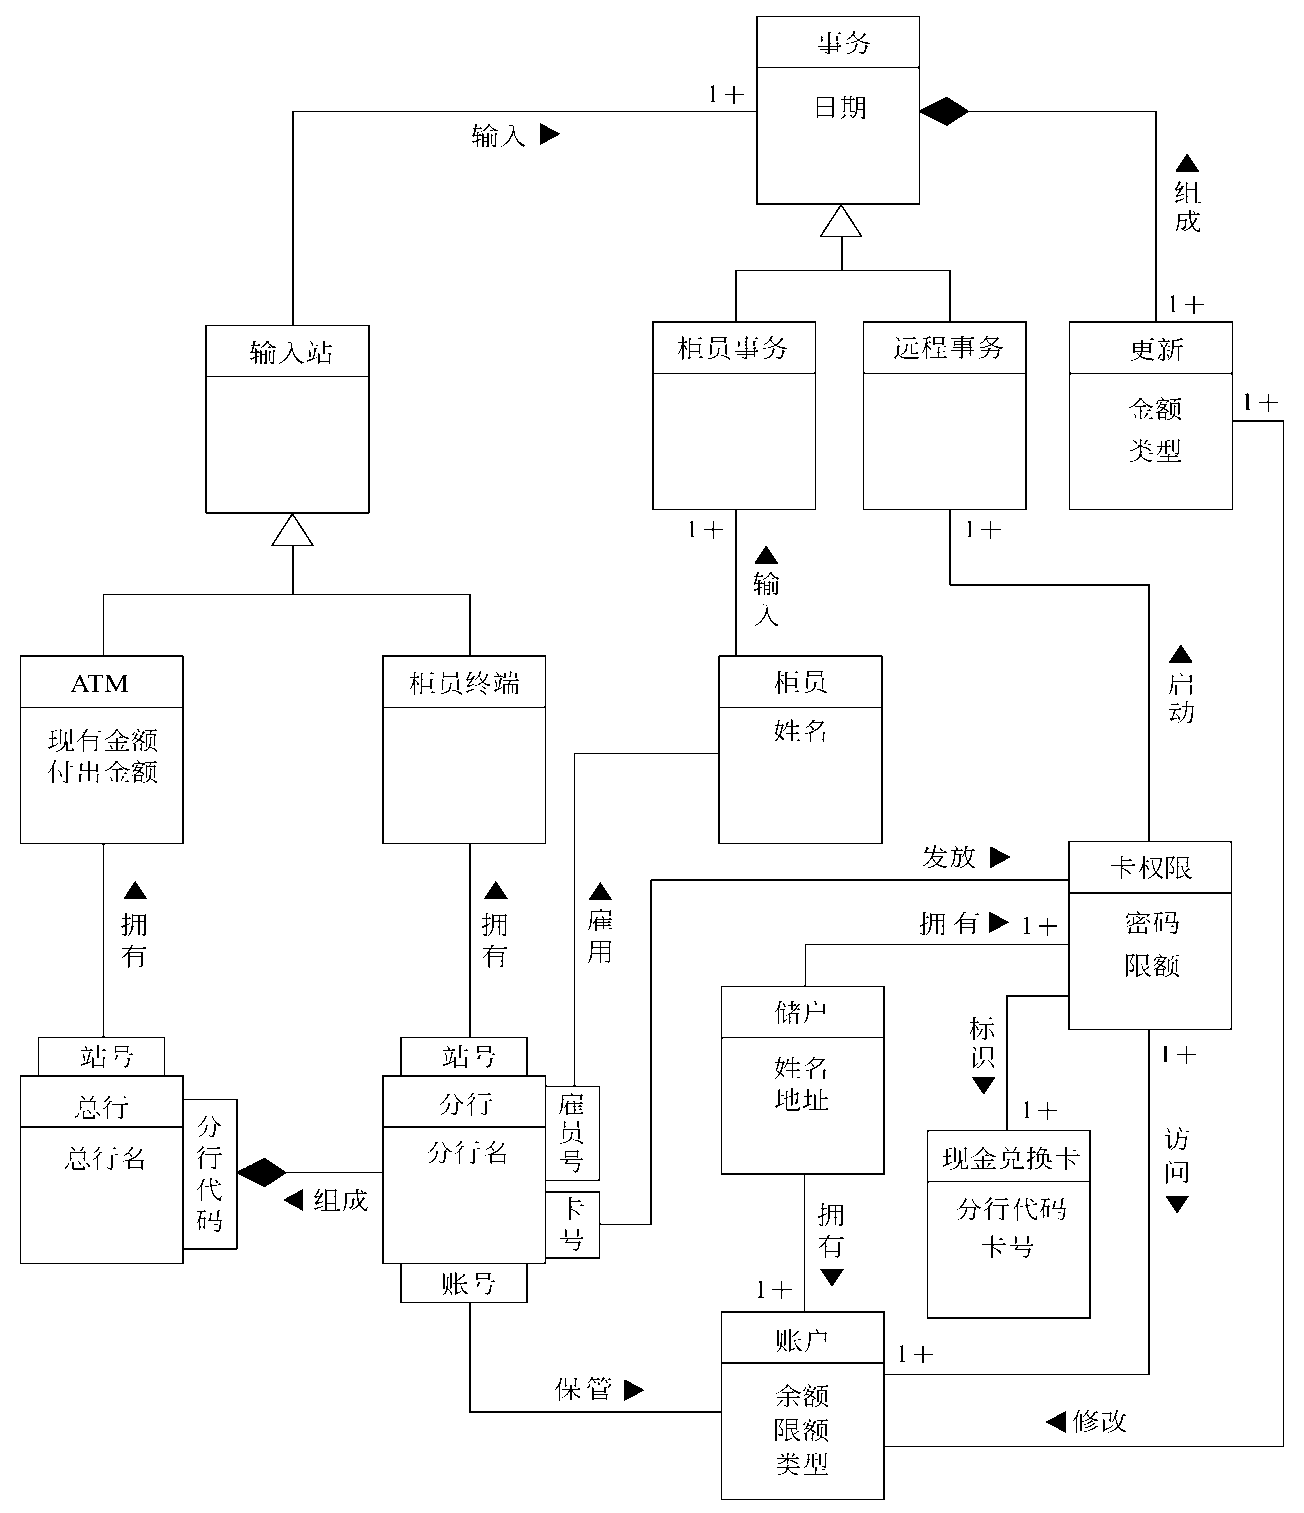 事务
日期
1+
输入 ▶
▲
组
成
1+
输入站
柜员事务
远程事务
更新
金额
类型
1+
1+
1+
▲
输
入
▲
启
动
ATM
现有金额
付出金额
柜员终端
柜员
姓名
▲
拥
有
▲
拥
有
▲
雇
用
发放 ▶
拥有 ▶
1+
卡权限
密码
限额
储户
姓名
地址
标
识
▼
1+
1+
站号
总行
总行名
分
行
代
码
站号
分行
分行名
雇
员
号
卡
号
账号
◀ 组成
现金兑换卡
分行代码
卡号
访
问
▼
拥
有
▼
1+
账户
余额
限额
类型
1+
保管 ▶
◀ 修改